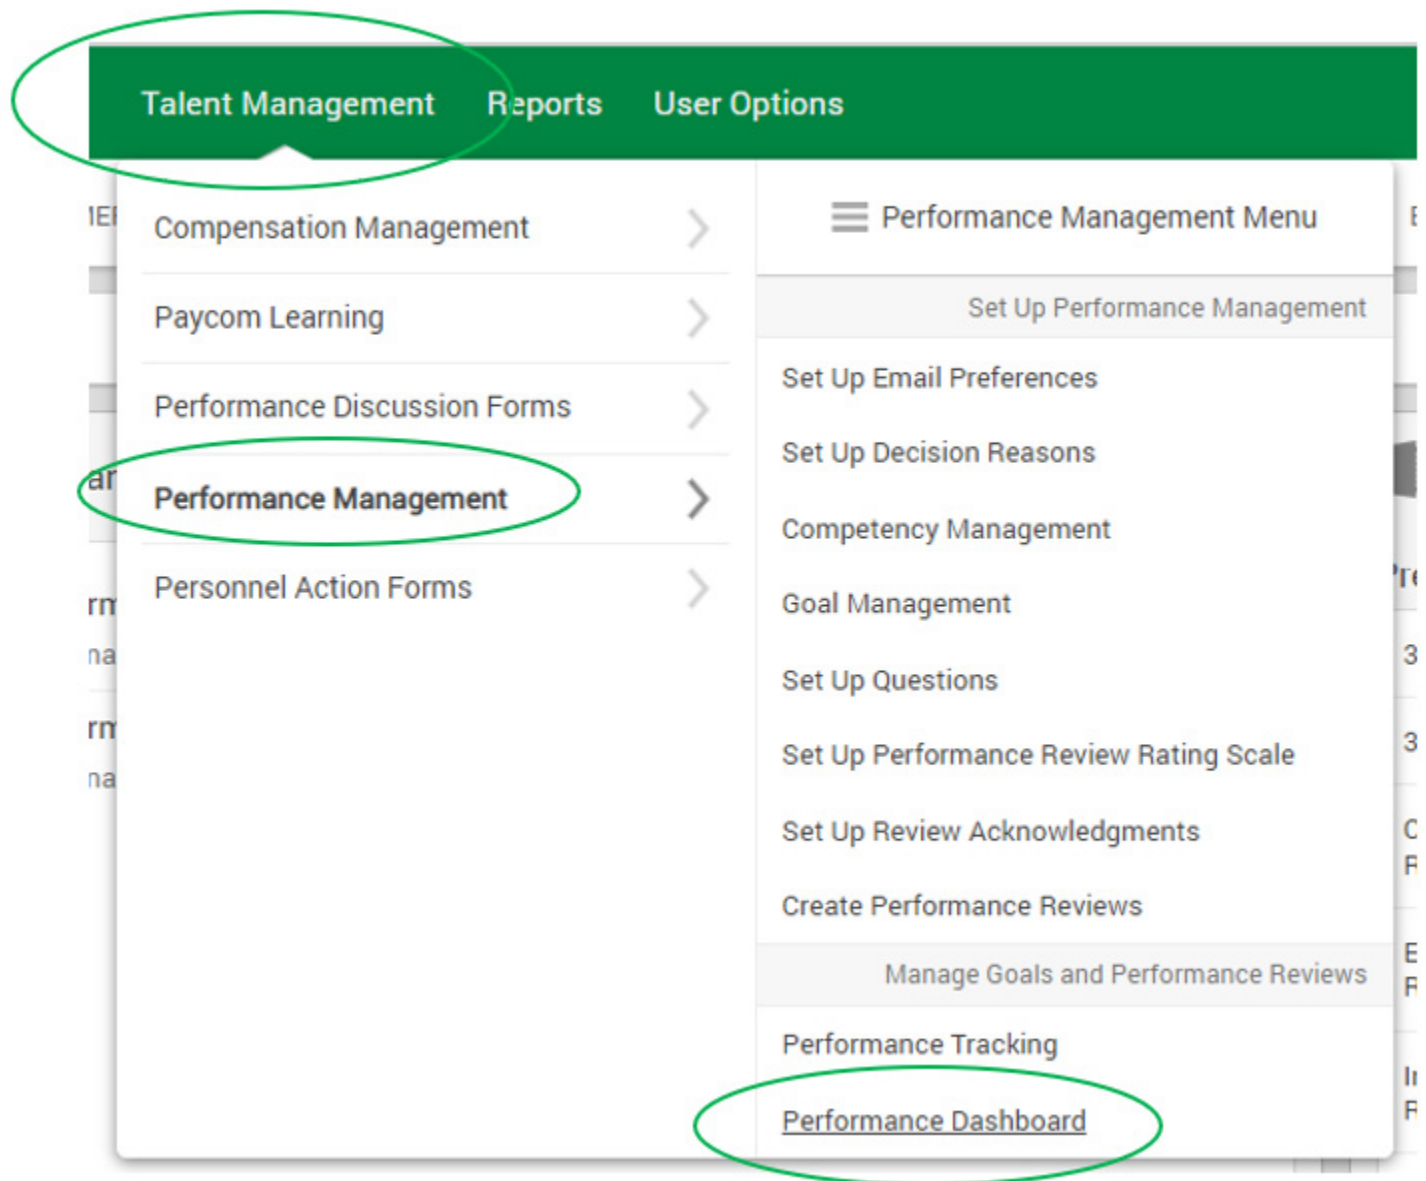 Talent Management Reports User Options
Compensation Management
Paycom Learning
Performance Discussion Forms
Performance Management
Personnel Action Forms
Performance Management Menu
Set Up Performance Management
Set Up Email Preferences
Set Up Decision Reasons
Competency Management
Goal Management
Set Up Questions
Set Up Performance Review Rating Scale
Set Up Review Acknowledgments
Create Performance Reviews
Manage Goals and Performance Reviews
Performance Tracking
Performance Dashboard